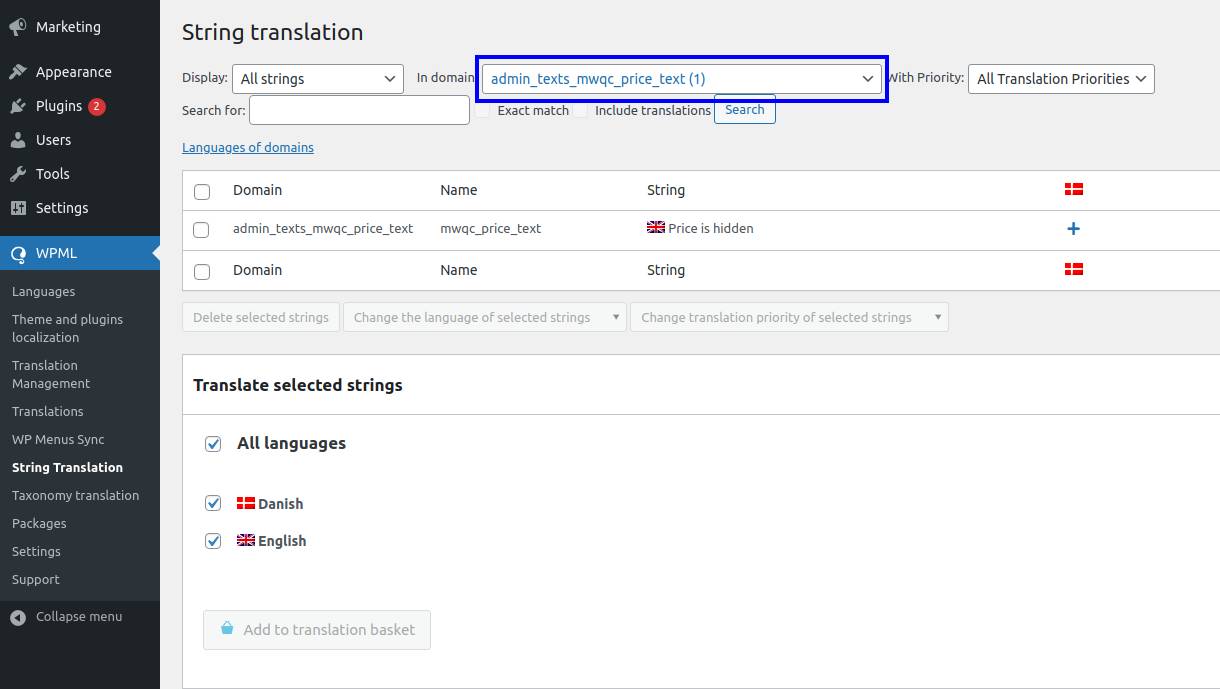 Marketing
Appearance
Plugins 2
Users
Tools
Settings
WPML
Languages
Theme and plugins
localization
Translation
Management
Translations
WP Menus Sync
String Translation
Taxonomy translation
Packages
Settings
Support
Collapse menu
String translation
Display: All strings In domain admin_texts_mwqc_price_text (1) With Priority: All Translation Priorities
Search for: Exact match Include translations Search
Languages of domains
Domain Name String
admin_texts_mwqc_price_text mwqc_price_text Price is hidden +
Domain Name String
Delete selected strings Change the language of selected strings Change translation priority of selected strings
Translate selected strings
All languages
Danish
English
Add to translation basket